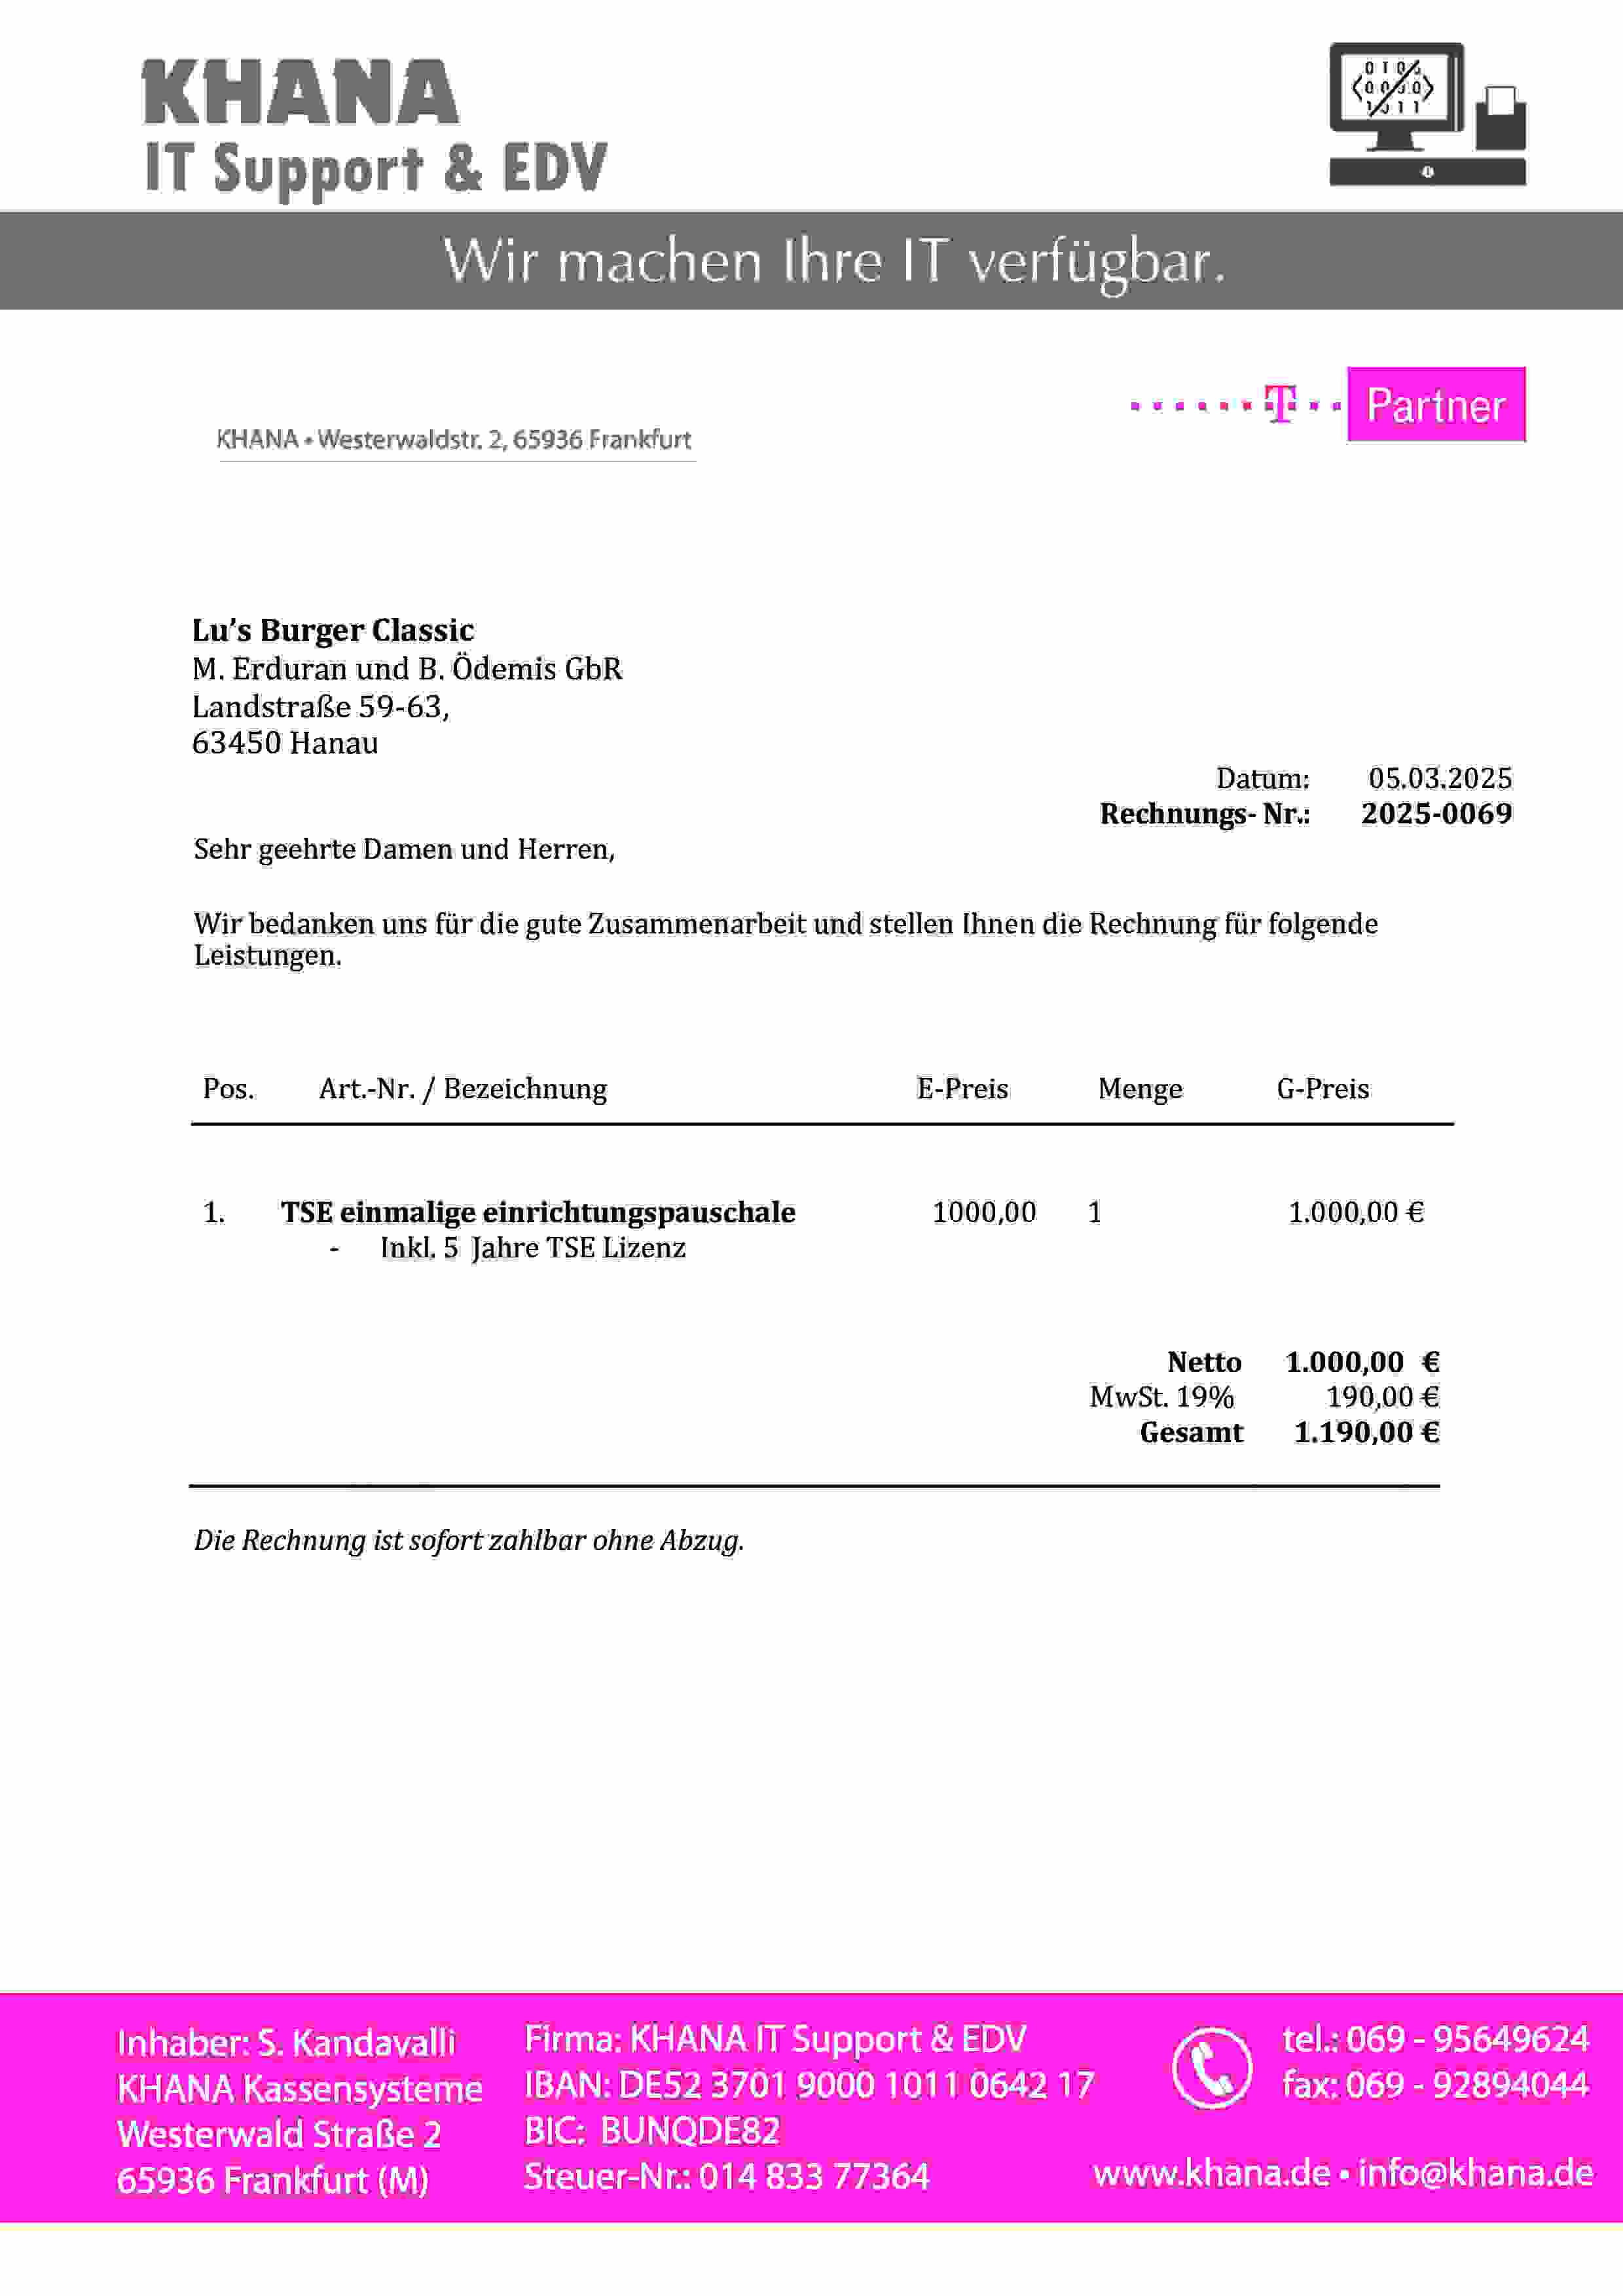 KHANA
IT Support & EDV
Wir machen Ihre IT verfügbar.
T Partner
KHANA • Westerwaldstr. 2, 65936 Frankfurt
Lu's Burger Classic
M. Erduran und B. Ödemis GbR
Landstraße 59-63,
63450 Hanau
Datum: 05.03.2025
Rechnungs- Nr.: 2025-0069
Sehr geehrte Damen und Herren,
Wir bedanken uns für die gute Zusammenarbeit und stellen Ihnen die Rechnung für folgende
Leistungen.
Pos. Art.-Nr. / Bezeichnung E-Preis Menge G-Preis
1. TSE einmalige einrichtungspauschale 1000,00 1 1.000,00 €
- Inkl. 5 Jahre TSE Lizenz
Netto 1.000,00 €
MwSt. 19% 190,00 €
Gesamt 1.190,00 €
Die Rechnung ist sofort zahlbar ohne Abzug.
Inhaber: S. Kandavalli
KHANA Kassensysteme
Westerwald Straße 2
65936 Frankfurt (M)
Firma: KHANA IT Support & EDV
IBAN: DE52 3701 9000 1011 0642 17
BIC: BUNQDE82
Steuer-Nr.: 014 833 77364
tel.: 069 - 95649624
fax: 069 - 92894044
www.khana.de • info@khana.de